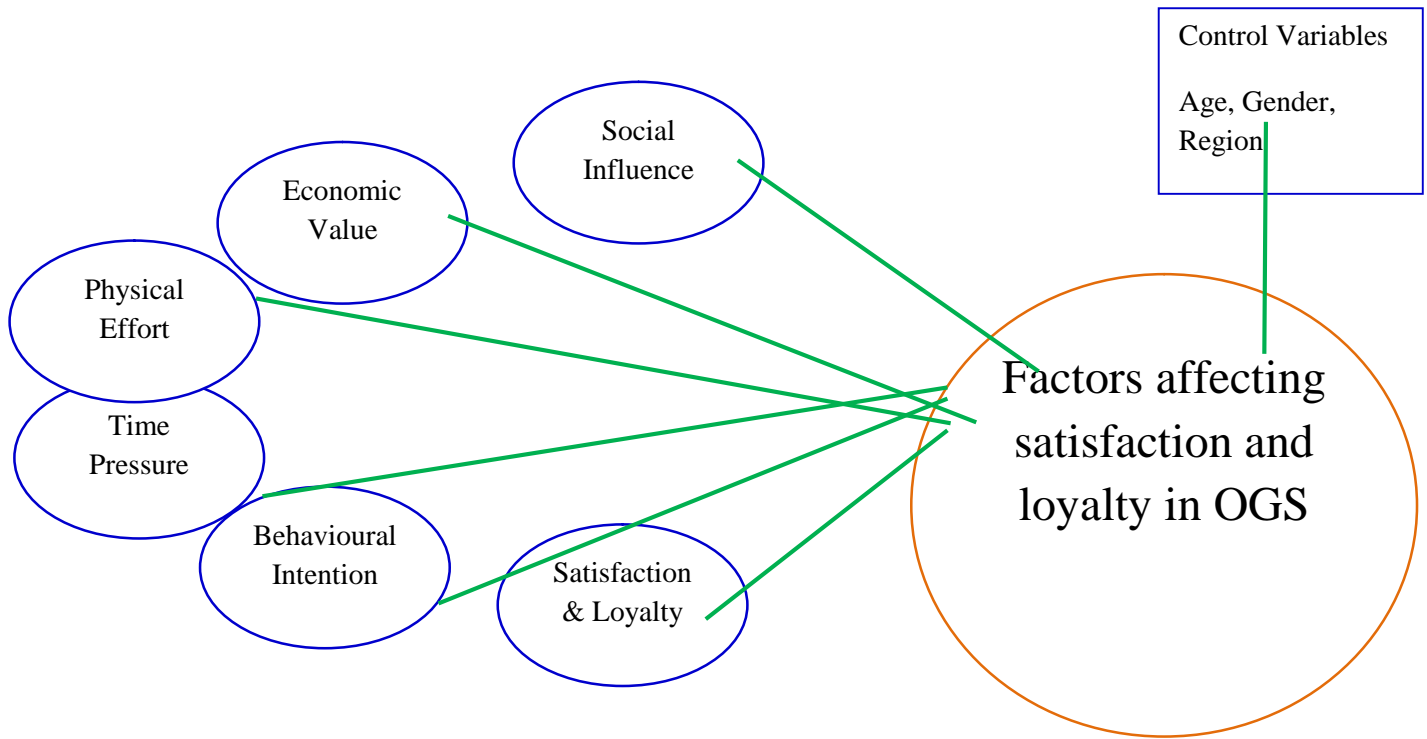 Control Variables
Age, Gender,
Region
Social
Influence
Economic
Value
Physical
Effort
Time
Pressure
Behavioural
Intention
Satisfaction
& Loyalty
Factors affecting
satisfaction and
loyalty in OGS